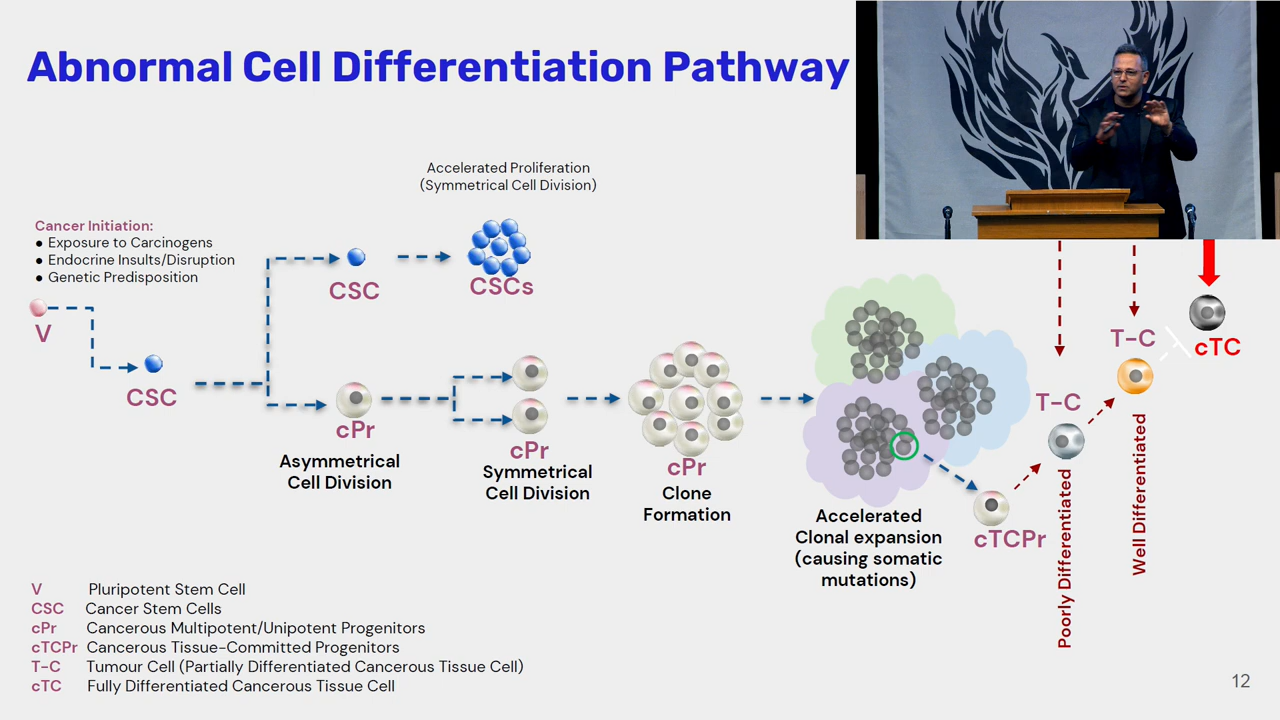 Abnormal Cell Differentiation Pathway
Accelerated Proliferation
(Symmetrical Cell Division)
Cancer Initiation:
● Exposure to Carcinogens
● Endocrine Insults/Disruption
● Genetic Predisposition
V
CSC
CSC
CSCs
cPr
Asymmetrical
Cell Division
cPr
Symmetrical
Cell Division
cPr
Clone
Formation
Accelerated
Clonal expansion
(causing somatic
mutations)
cTCPr
T-C
Poorly Differentiated
T-C
Well Differentiated
cTC
V Pluripotent Stem Cell
CSC Cancer Stem Cells
cPr Cancerous Multipotent/Unipotent Progenitors
cTCPr Cancerous Tissue-Committed Progenitors
T-C Tumour Cell (Partially Differentiated Cancerous Tissue Cell)
cTC Fully Differentiated Cancerous Tissue Cell
12